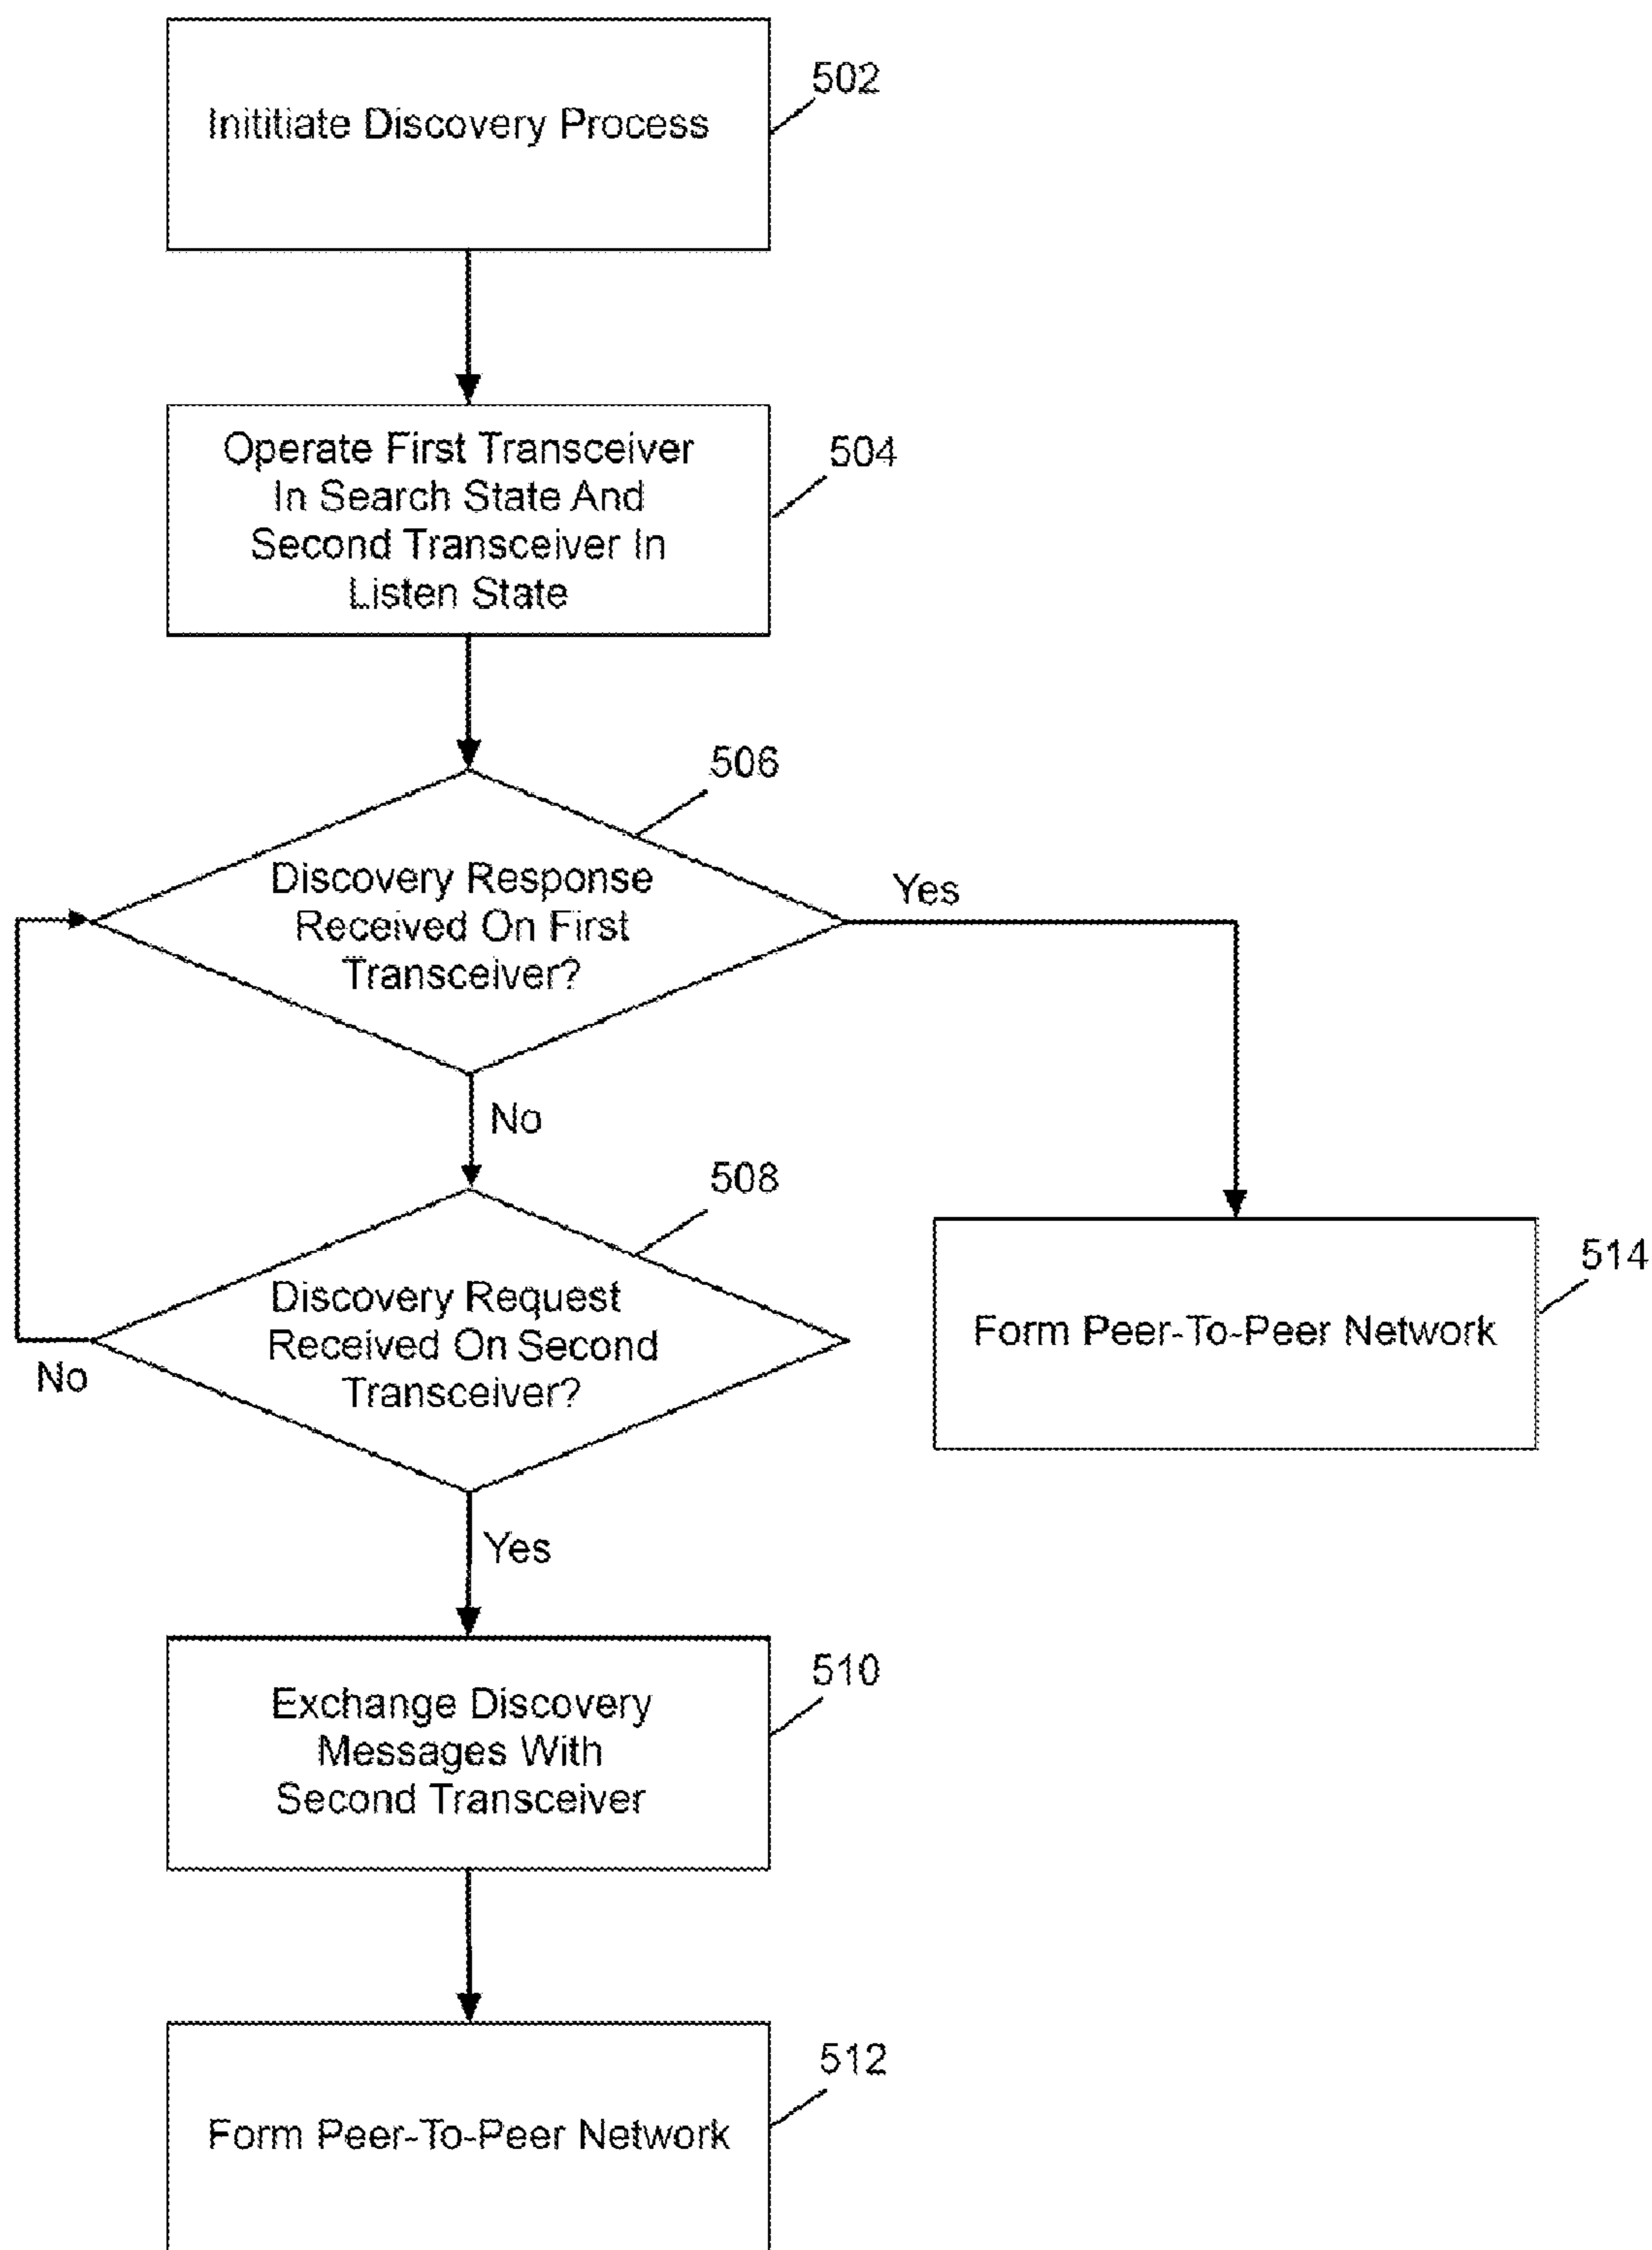 Inititiate Discovery Process
502
Operate First Transceiver
In Search State And
Second Transceiver In
Listen State
504
506
Discovery Response
Received On First
Transceiver?
Yes
No
508
Discovery Request
Received On Second
Transceiver?
No
514
Form Peer-To-Peer Network
Yes
510
Exchange Discovery
Messages With
Second Transceiver
512
Form Peer-To-Peer Network